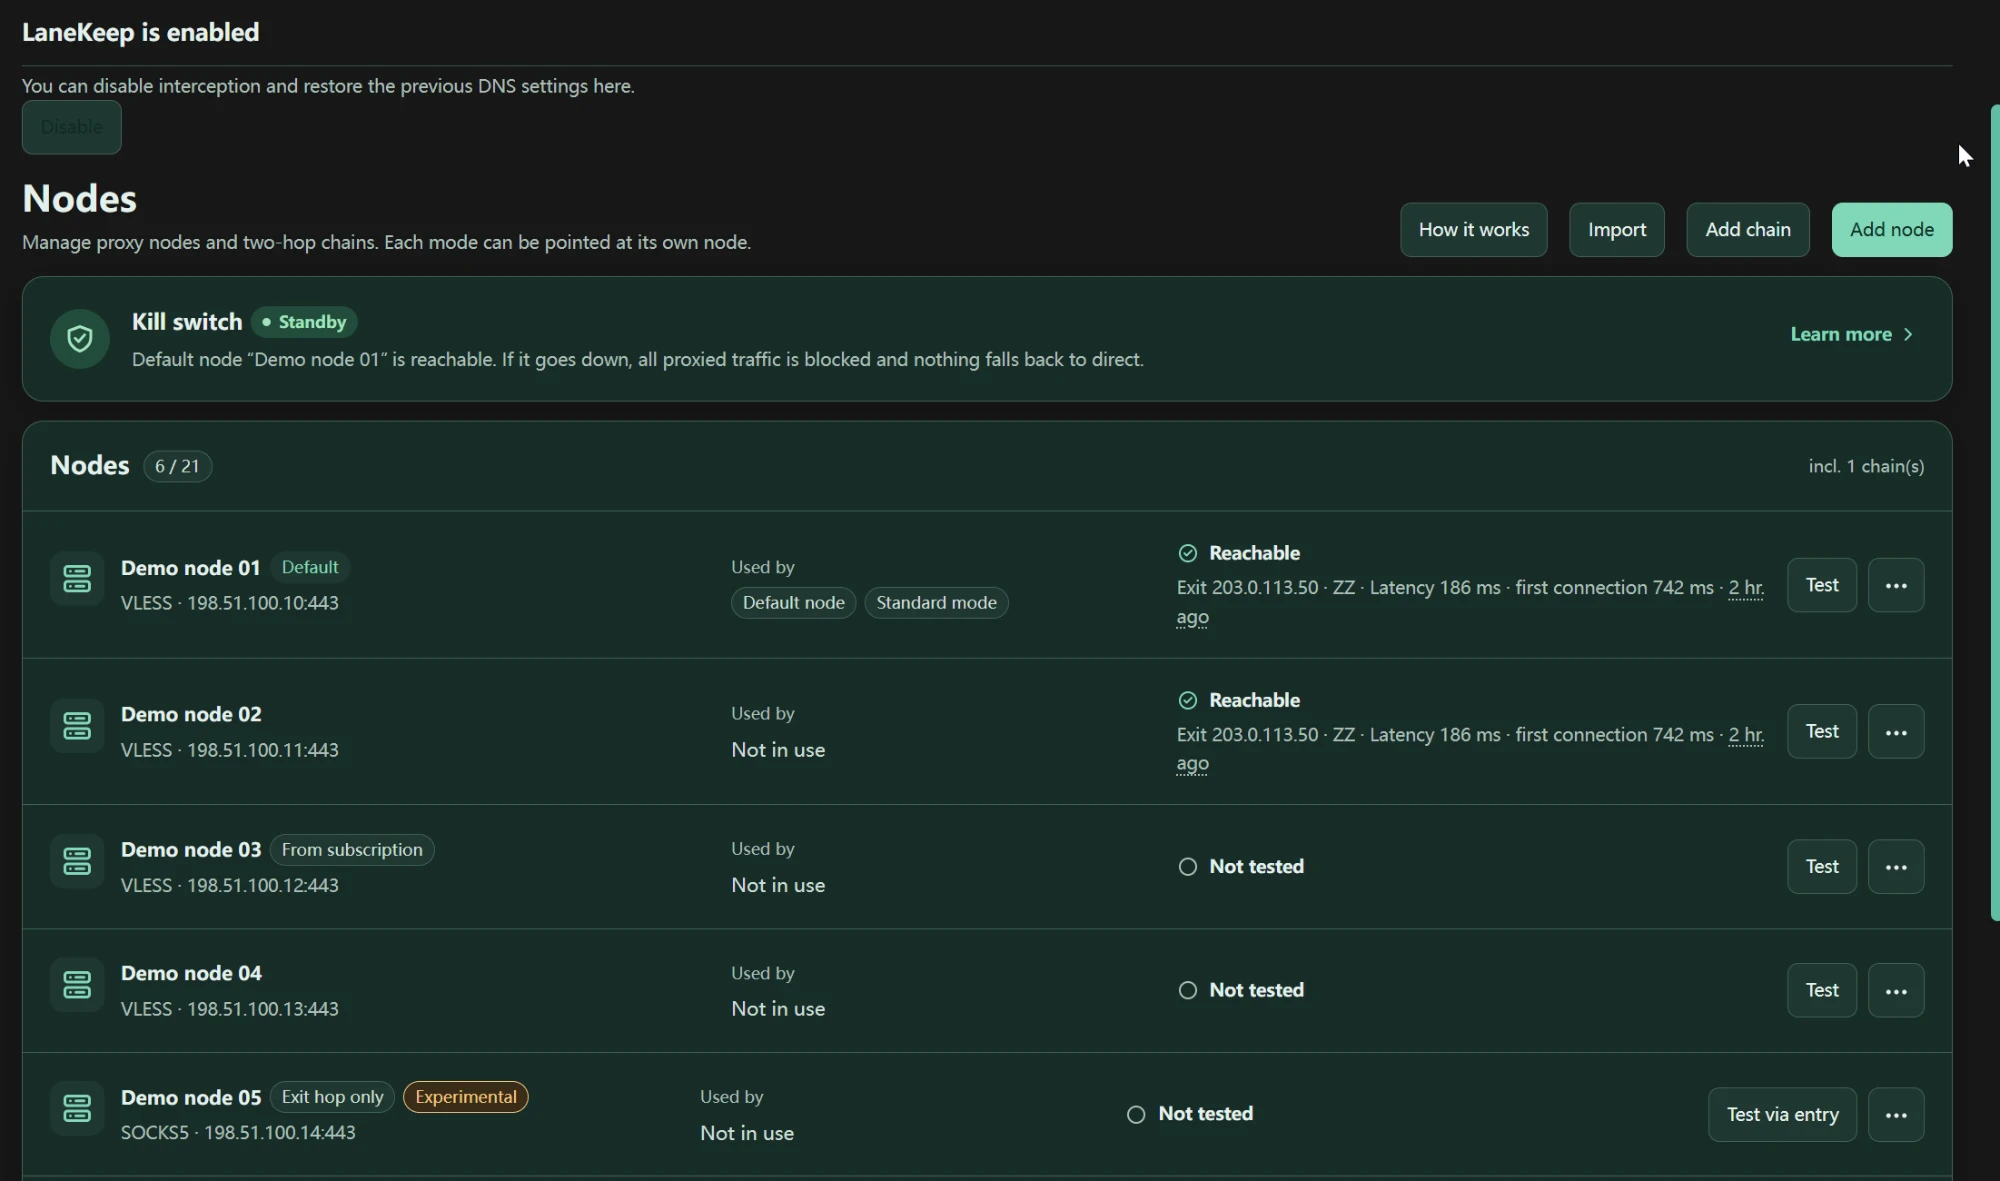 LaneKeep is enabled
You can disable interception and restore the previous DNS settings here.
Disable
Nodes
Manage proxy nodes and two-hop chains. Each mode can be pointed at its own node.
How it works
Import
Add chain
Add node
Kill switch
Standby
Default node “Demo node 01“ is reachable. If it goes down, all proxied traffic is blocked and nothing falls back to direct.
Learn more
Nodes
6 / 21
incl. 1 chain(s)
Demo node 01
Default
VLESS · 198.51.100.10:443
Used by
Default node
Standard mode
Reachable
Exit 203.0.113.50 · ZZ · Latency 186 ms · first connection 742 ms · 2 hr.
ago
Test
Demo node 02
VLESS · 198.51.100.11:443
Used by
Not in use
Reachable
Exit 203.0.113.50 · ZZ · Latency 186 ms · first connection 742 ms · 2 hr.
ago
Test
Demo node 03
From subscription
VLESS · 198.51.100.12:443
Used by
Not in use
Not tested
Test
Demo node 04
VLESS · 198.51.100.13:443
Used by
Not in use
Not tested
Test
Demo node 05
Exit hop only
Experimental
SOCKS5 · 198.51.100.14:443
Used by
Not in use
Not tested
Test via entry